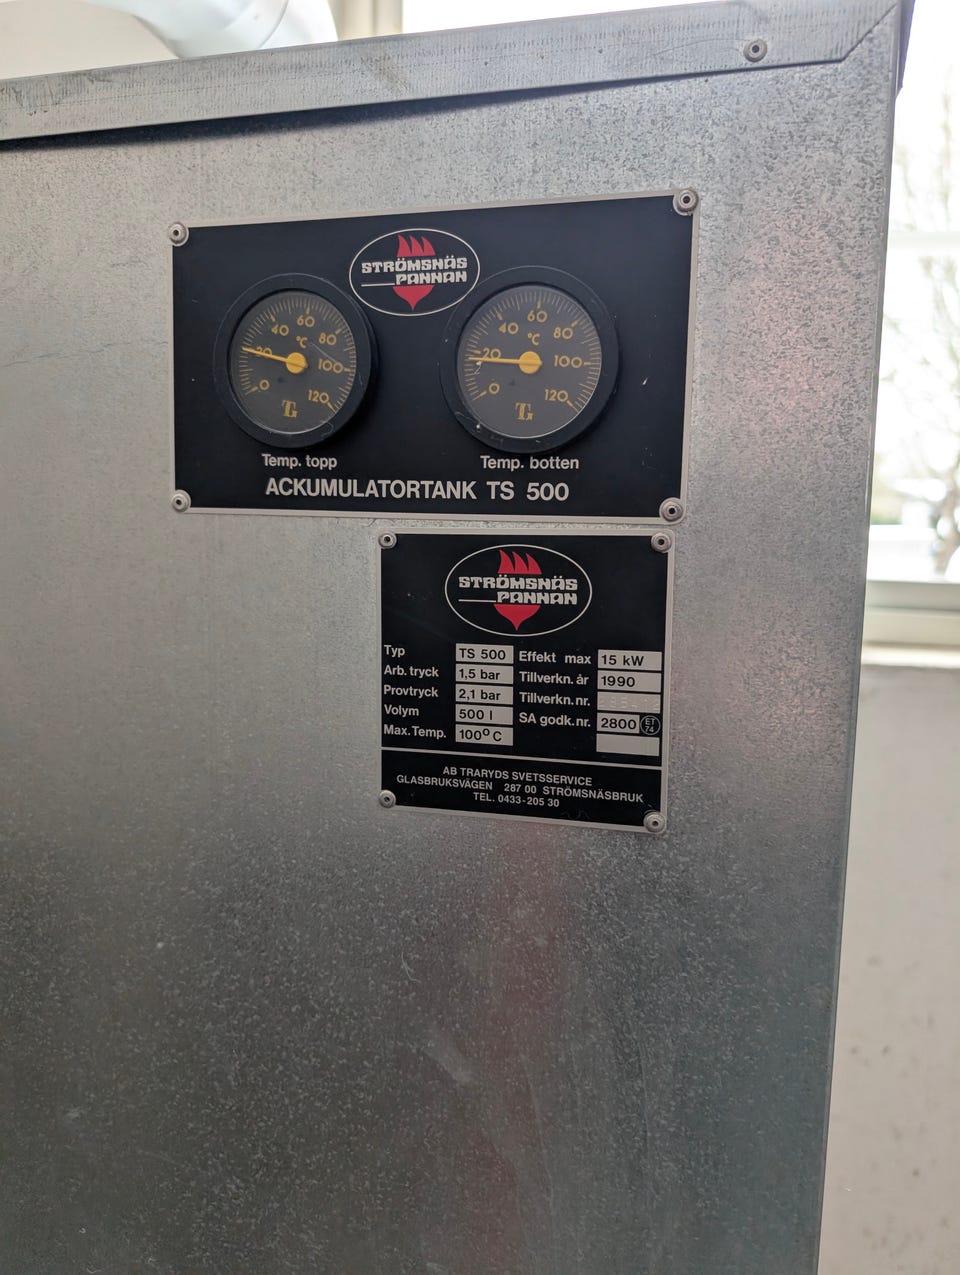 STRÖMSNÄS
PANNAN
0 20 40 60 80 100 120
°C
TG
0 20 40 60 80 100 120
°C
TG
Temp. topp
Temp. botten
ACKUMULATORTANK TS 500
STRÖMSNÄS
PANNAN
Typ TS 500 Effekt max 15 kW
Arb. tryck 1,5 bar Tillverkn. år 1990
Provtryck 2,1 bar Tillverkn. nr.
Volym 500 l SA godk. nr. 2800 ET 74
Max. Temp. 100° C
AB TRARYDS SVETSSERVICE
GLASBRUKSVÄGEN 287 00 STRÖMSNÄSBRUK
TEL. 0433-205 30